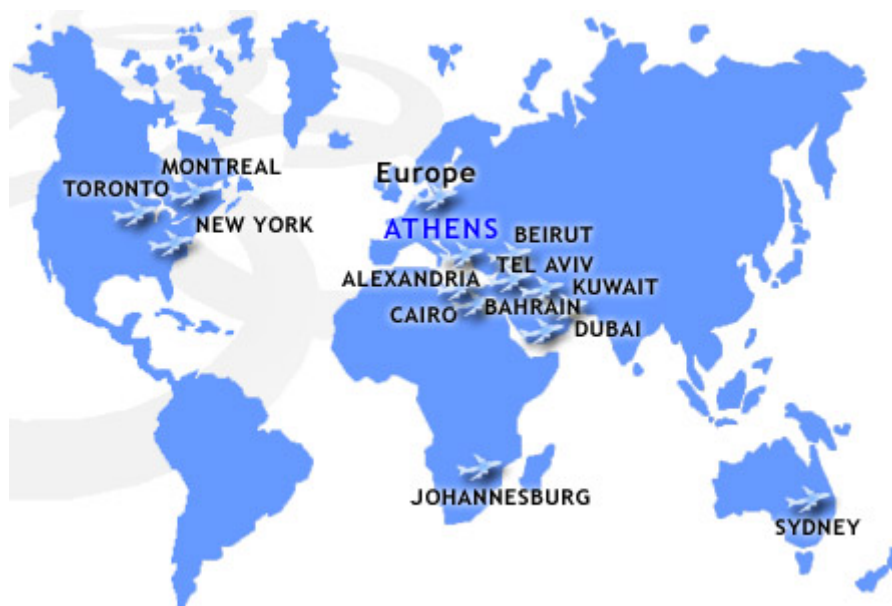 MONTREAL
Europe
TORONTO
NEW YORK
ATHENS
BEIRUT
TEL AVIV
ALEXANDRIA
KUWAIT
BAHRAIN
CAIRO
DUBAI
JOHANNESBURG
SYDNEY